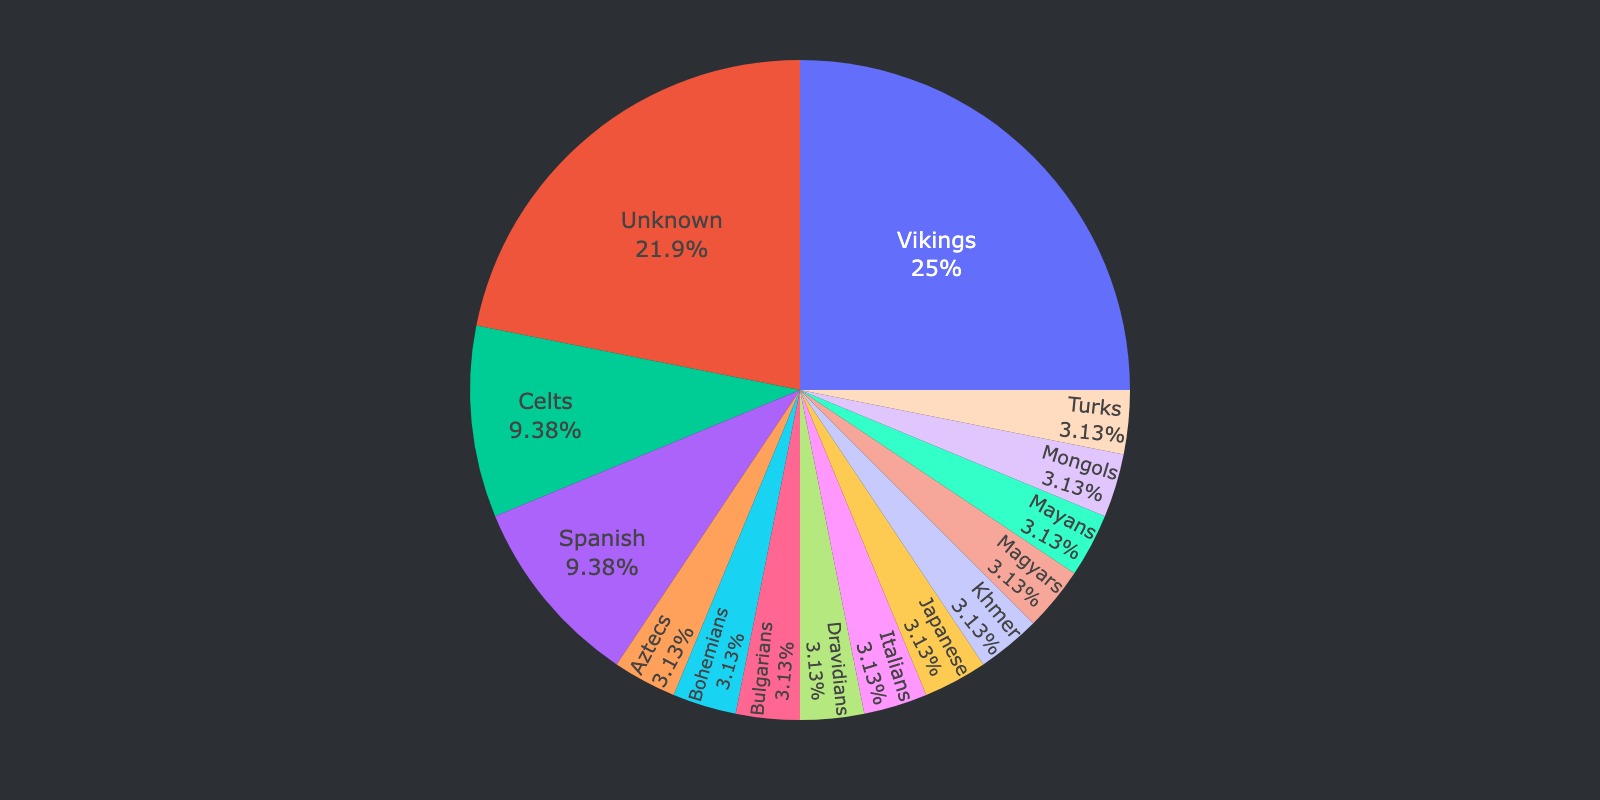 Vikings
25%
Unknown
21.9%
Celts
9.38%
Spanish
9.38%
Aztecs
3.13%
Bohemians
3.13%
Bulgarians
3.13%
Dravidians
3.13%
Italians
3.13%
Japanese
3.13%
Khmer
3.13%
Magyars
3.13%
Mayans
3.13%
Mongols
3.13%
Turks
3.13%